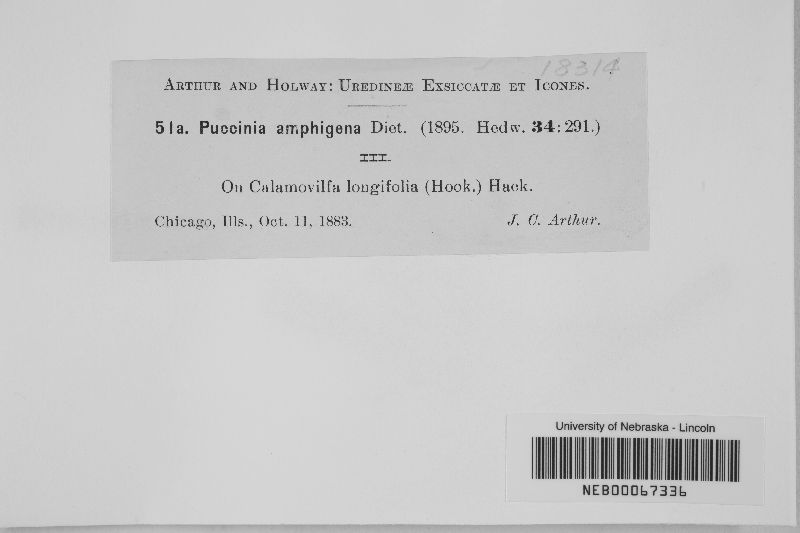 18314
Arthur and Holway: Uredineæ Exsiccatæ et Icones.
51a. Puccinia amphigena Diet. (1895. Hedw. 34:291.)
III.
On Calamovilfa longifolia (Hook.) Hack.
Chicago, Ills., Oct. 11, 1883. J. C. Arthur.
University of Nebraska - Lincoln
NEB00067336